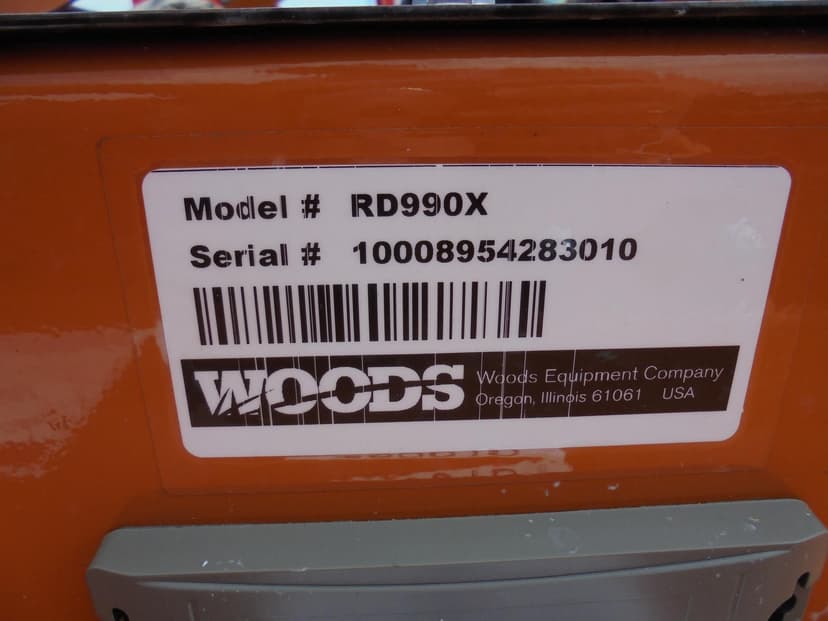 Model # RD990X
Serial # 10008954283010
WOODS
Woods Equipment Company
Oregon, Illinois 61061 USA